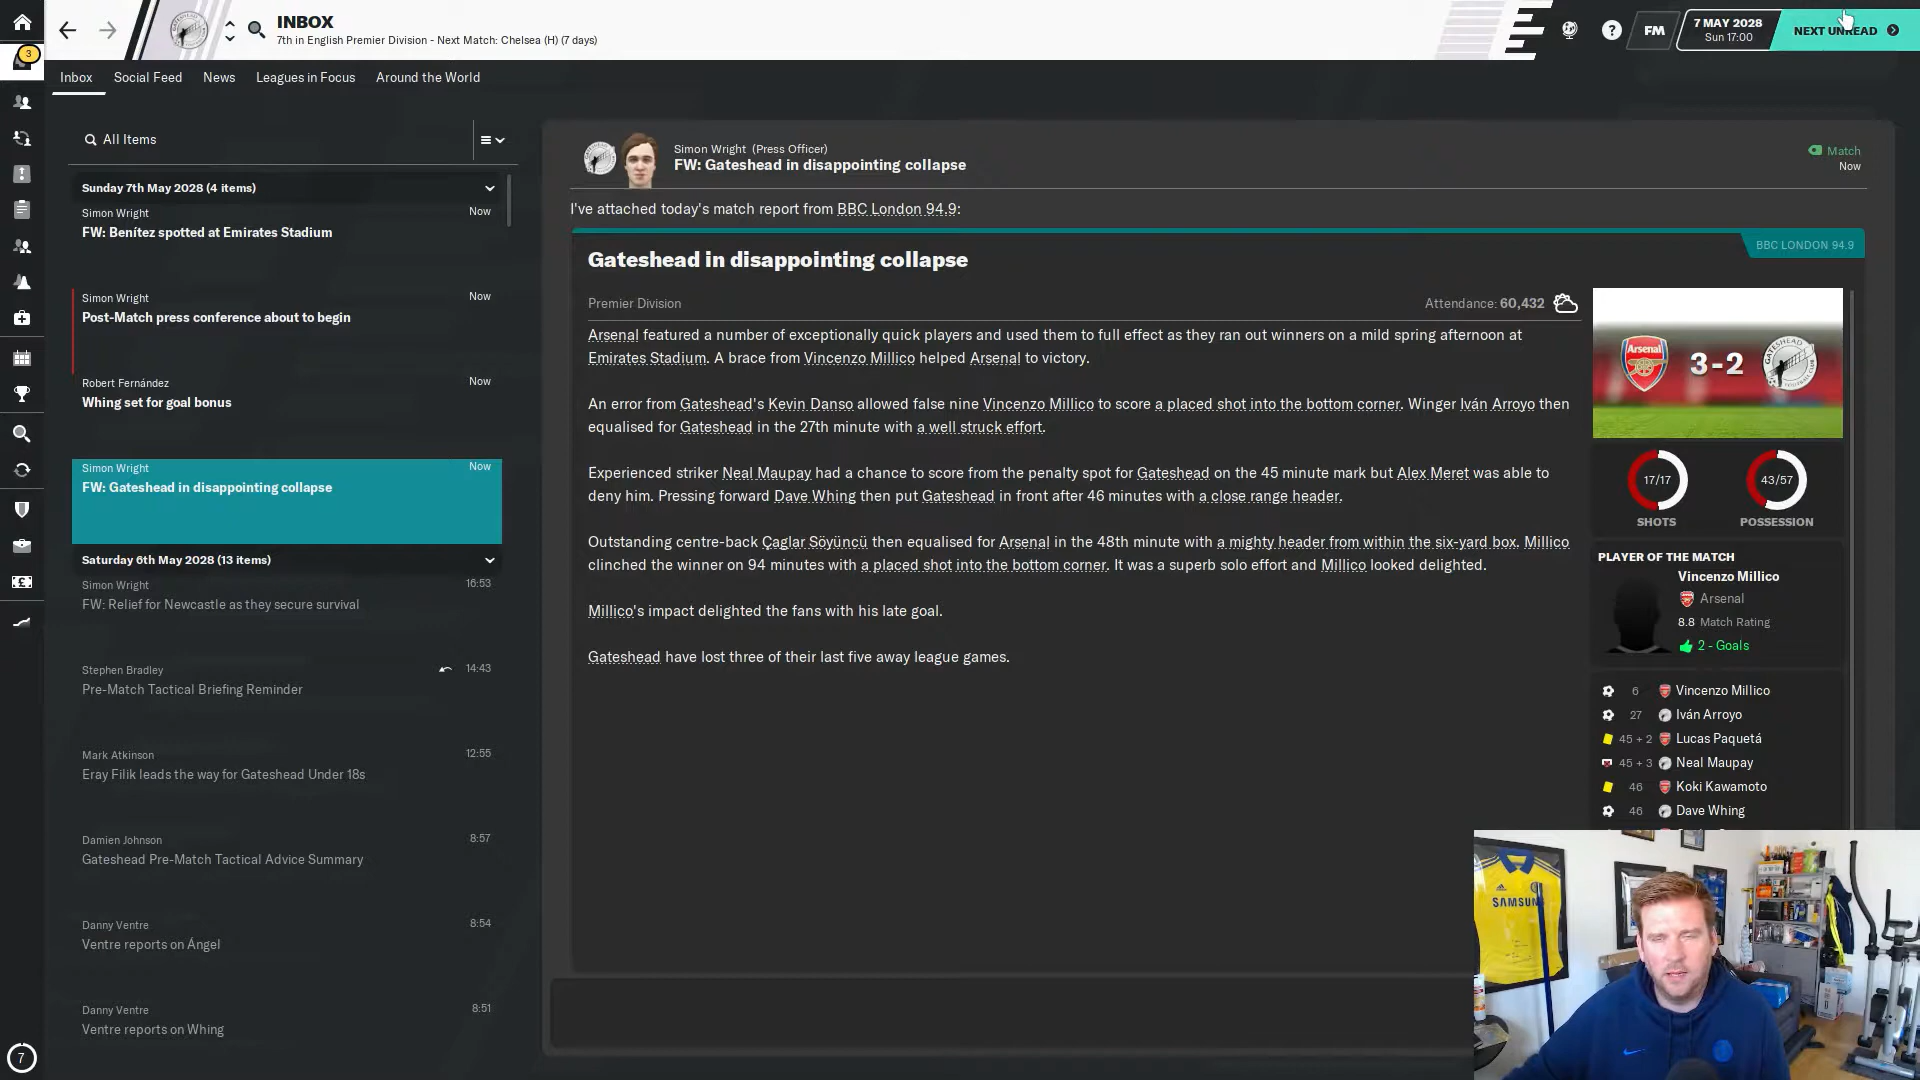 INBOX
7th in English Premier Division - Next Match: Chelsea (H) (7 days)
FM
7 MAY 2028
Sun 17:00
NEXT UNREAD
3
Inbox
Social Feed
News
Leagues in Focus
Around the World
All Items
Sunday 7th May 2028 (4 items)
Simon Wright
Now
FW: Benítez spotted at Emirates Stadium
Simon Wright
Now
Post-Match press conference about to begin
Robert Fernández
Now
Whing set for goal bonus
Simon Wright
Now
FW: Gateshead in disappointing collapse
Saturday 6th May 2028 (13 items)
Simon Wright
16:53
FW: Relief for Newcastle as they secure survival
Stephen Bradley
14:43
Pre-Match Tactical Briefing Reminder
Mark Atkinson
12:55
Eray Filik leads the way for Gateshead Under 18s
Damien Johnson
8:57
Gateshead Pre-Match Tactical Advice Summary
Danny Ventre
8:54
Ventre reports on Ángel
Danny Ventre
8:51
Ventre reports on Whing
7
Simon Wright (Press Officer)
FW: Gateshead in disappointing collapse
Match
Now
I've attached today's match report from BBC London 94.9:
BBC LONDON 94.9
Gateshead in disappointing collapse
Premier Division
Attendance: 60,432
Arsenal featured a number of exceptionally quick players and used them to full effect as they ran out winners on a mild spring afternoon at
Emirates Stadium. A brace from Vincenzo Millico helped Arsenal to victory.
An error from Gateshead's Kevin Danso allowed false nine Vincenzo Millico to score a placed shot into the bottom corner. Winger Iván Arroyo then
equalised for Gateshead in the 27th minute with a well struck effort.
Experienced striker Neal Maupay had a chance to score from the penalty spot for Gateshead on the 45 minute mark but Alex Meret was able to
deny him. Pressing forward Dave Whing then put Gateshead in front after 46 minutes with a close range header.
Outstanding centre-back Çaglar Söyüncü then equalised for Arsenal in the 48th minute with a mighty header from within the six-yard box. Millico
clinched the winner on 94 minutes with a placed shot into the bottom corner. It was a superb solo effort and Millico looked delighted.
Millico's impact delighted the fans with his late goal.
Gateshead have lost three of their last five away league games.
Arsenal
3-2
GATESHEAD
17/17
SHOTS
43/57
POSSESSION
PLAYER OF THE MATCH
Vincenzo Millico
Arsenal
8.8 Match Rating
2 - Goals
6 Vincenzo Millico
27 Iván Arroyo
45 + 2 Lucas Paquetá
45 + 3 Neal Maupay
46 Koki Kawamoto
46 Dave Whing
SAMSUNG